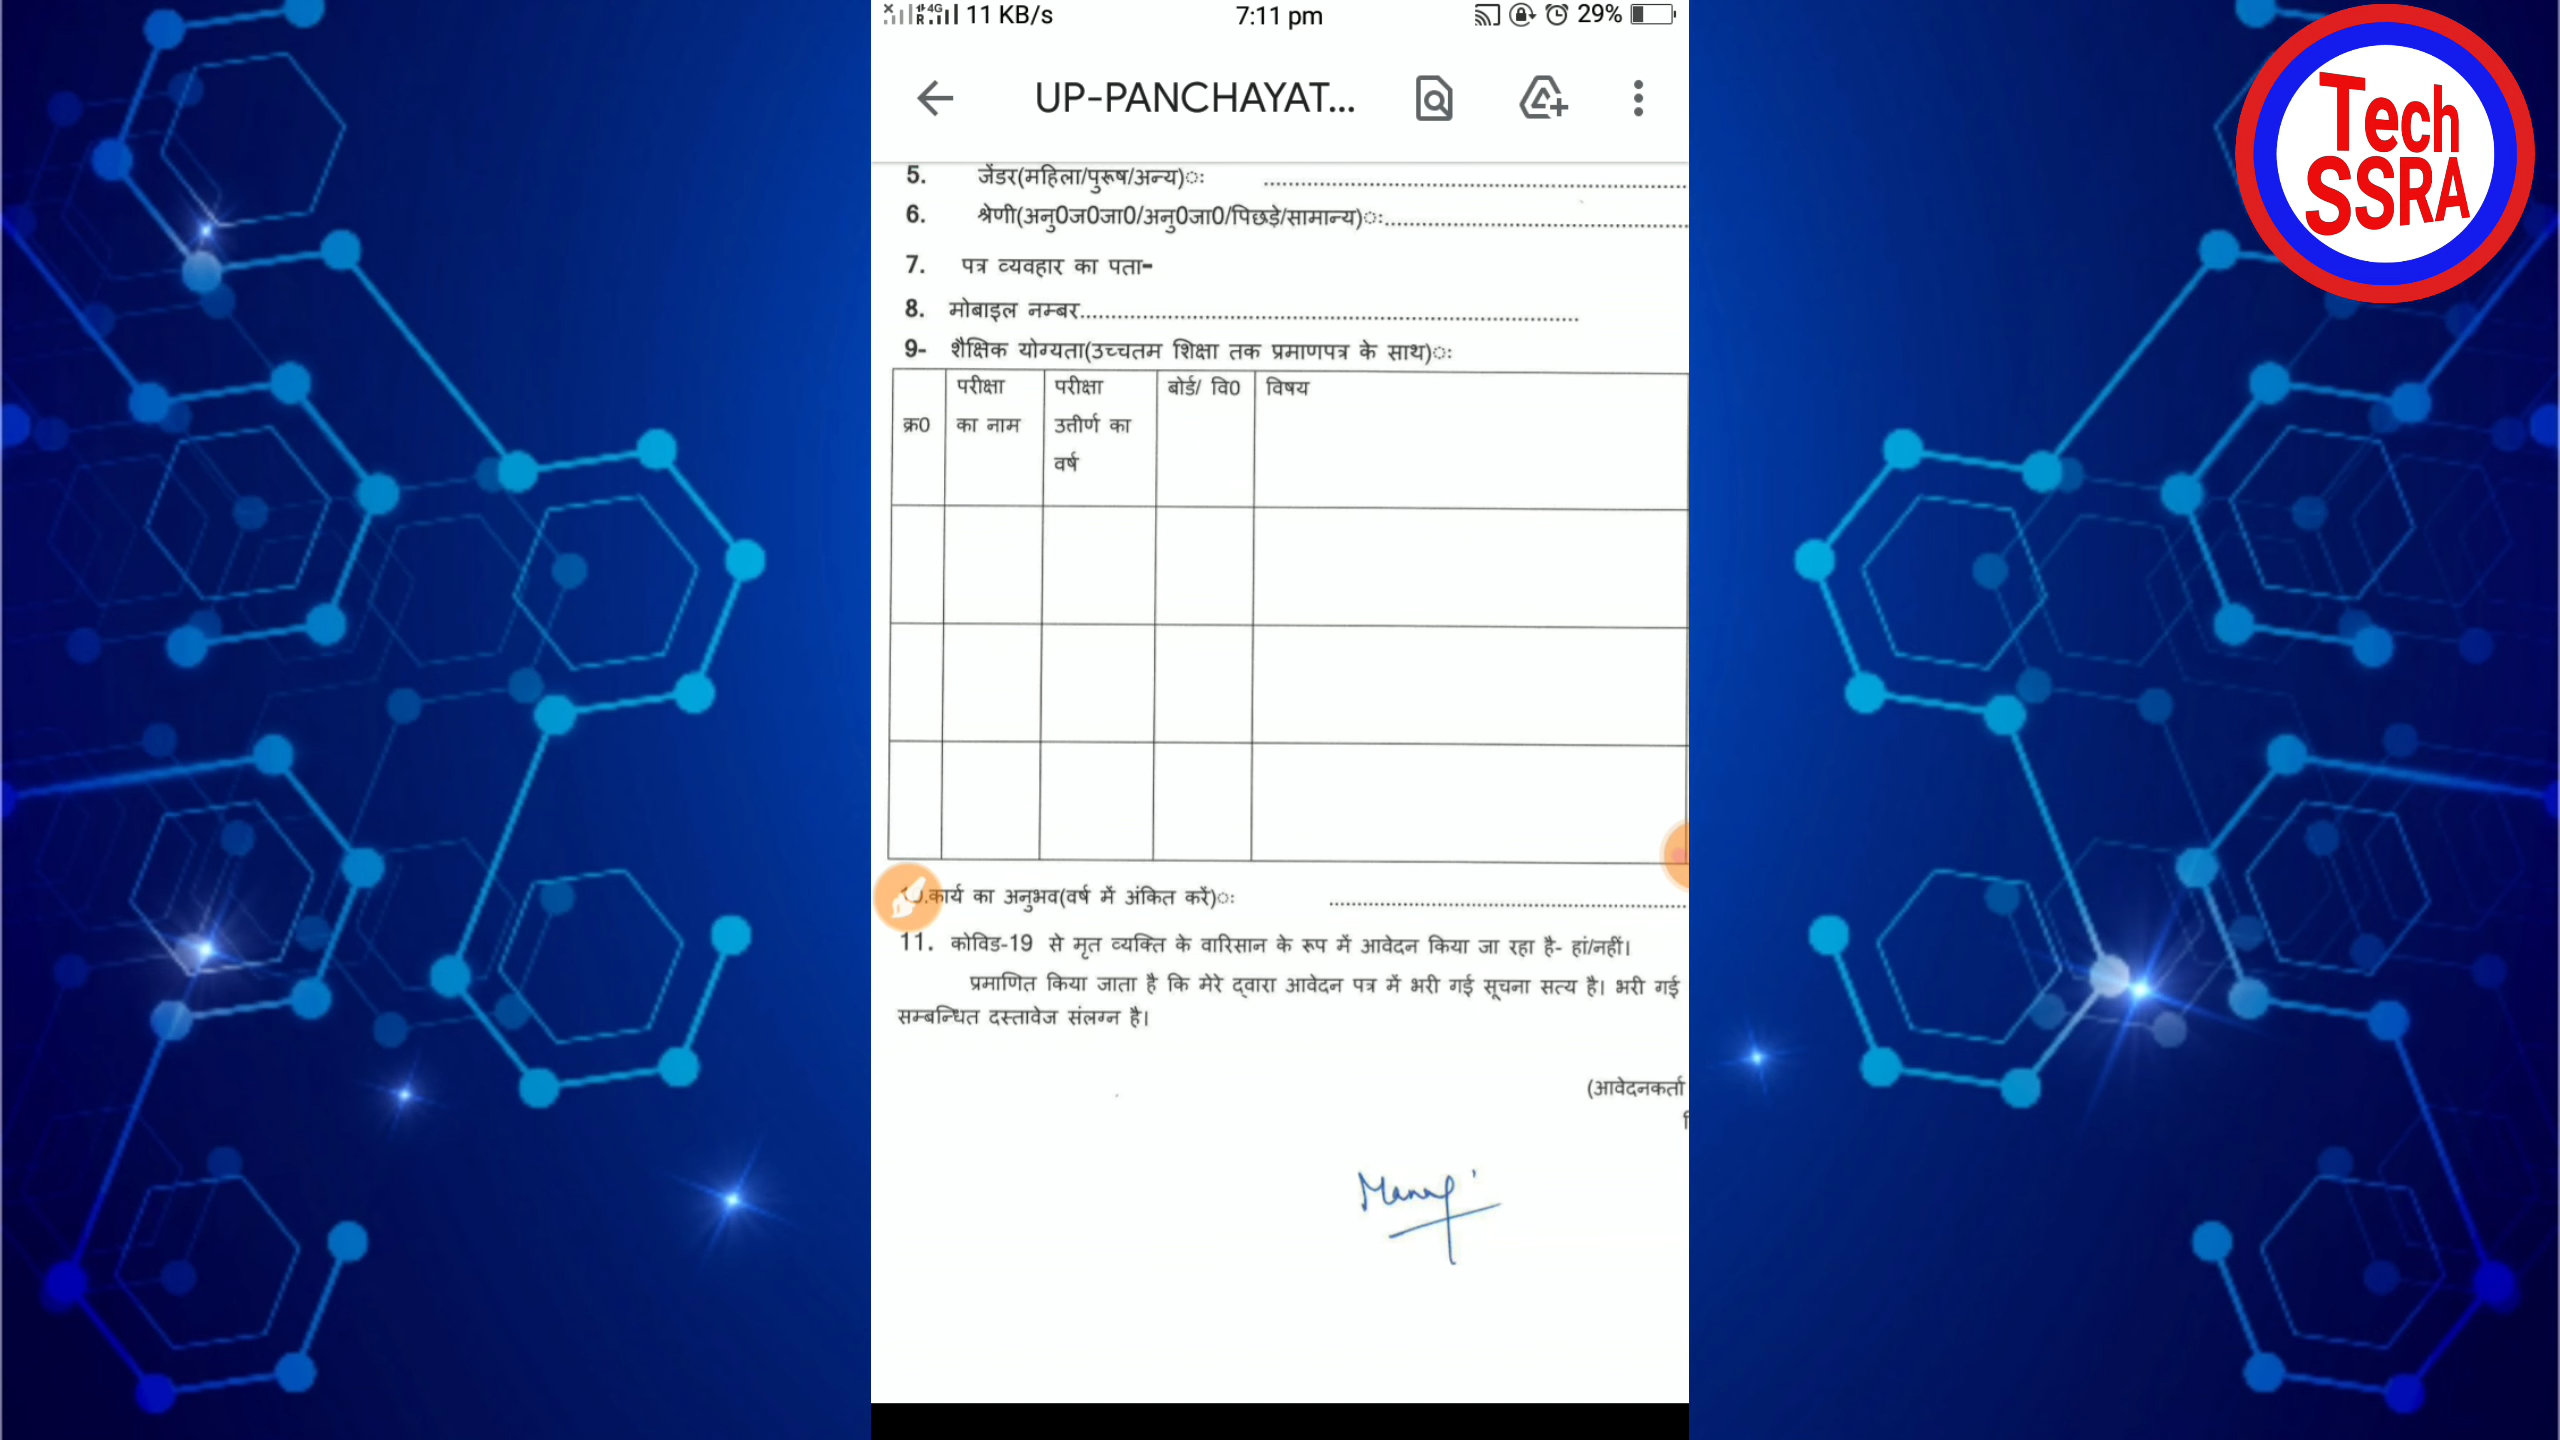 11 KB/s 7:11 pm 29%
UP-PANCHAYAT...
Tech
SSRA
5. जेंडर(महिला/पुरूष/अन्य)ः ........................................
6. श्रेणी(अनु0ज0जा0/अनु0जा0/पिछड़े/सामान्य)ः........................................
7. पत्र व्यवहार का पता-
8. मोबाइल नम्बर........................................
9- शैक्षिक योग्यता(उच्चतम शिक्षा तक प्रमाणपत्र के साथ)ः
क्र0 परीक्षा का नाम परीक्षा उत्तीर्ण का वर्ष बोर्ड/ वि0 विषय
.कार्य का अनुभव(वर्ष में अंकित करें)ः ........................................
11. कोविड-19 से मृत व्यक्ति के वारिसान के रूप में आवेदन किया जा रहा है- हां/नहीं।
प्रमाणित किया जाता है कि मेरे द्वारा आवेदन पत्र में भरी गई सूचना सत्य है। भरी गई
सम्बन्धित दस्तावेज संलग्न है।
(आवेदनकर्ता